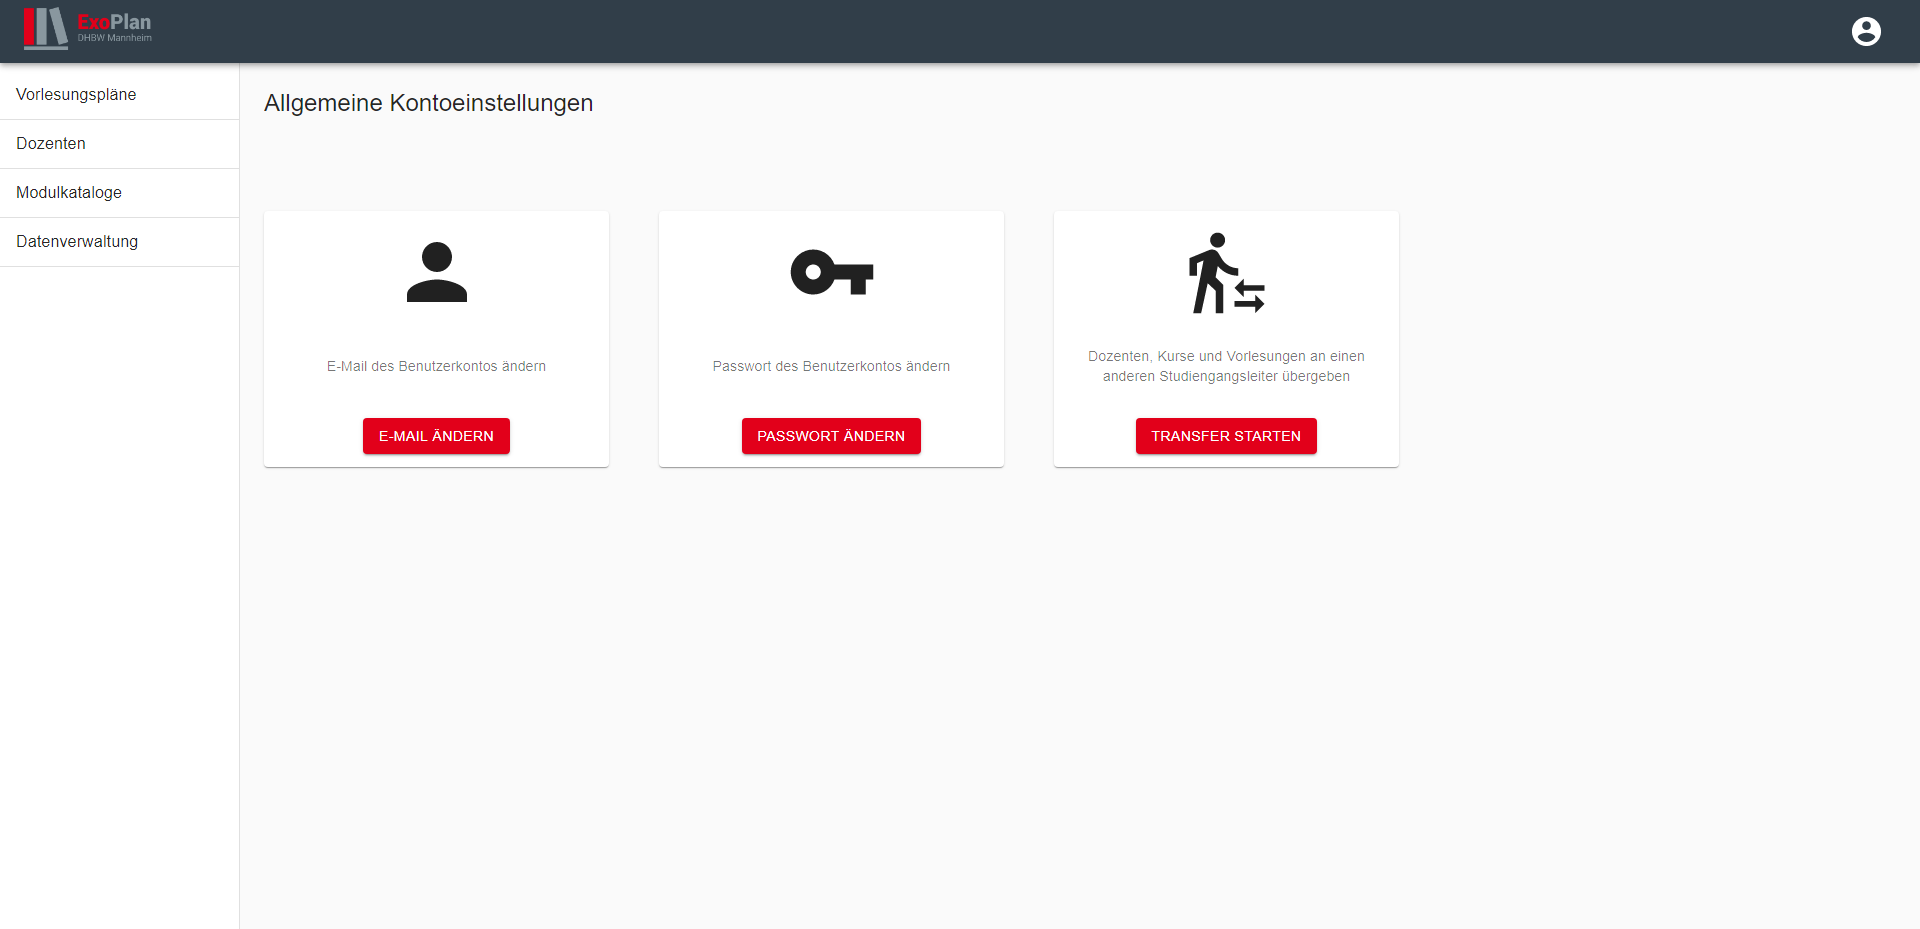 ExoPlan
DHBW Mannheim
Vorlesungspläne
Dozenten
Modulkataloge
Datenverwaltung
Allgemeine Kontoeinstellungen
E-Mail des Benutzerkontos ändern
E-MAIL ÄNDERN
Passwort des Benutzerkontos ändern
PASSWORT ÄNDERN
Dozenten, Kurse und Vorlesungen an einen
anderen Studiengangsleiter übergeben
TRANSFER STARTEN